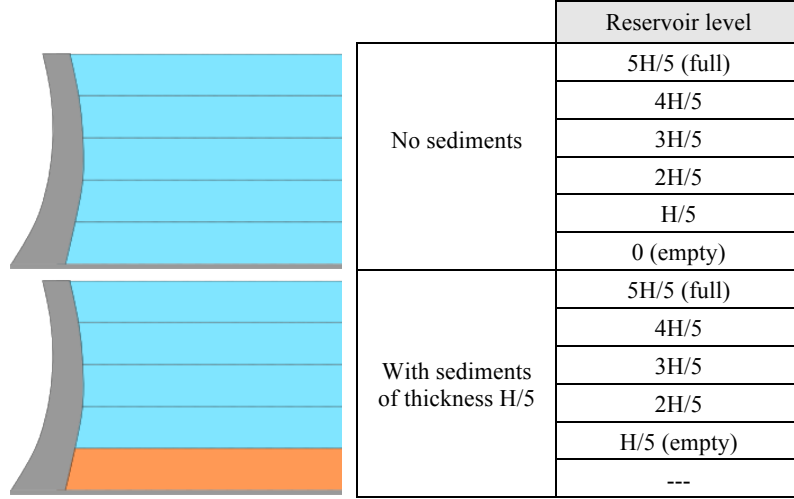 Reservoir level
No sediments
5H/5 (full)
4H/5
3H/5
2H/5
H/5
0 (empty)
With sediments
of thickness H/5
5H/5 (full)
4H/5
3H/5
2H/5
H/5 (empty)
---